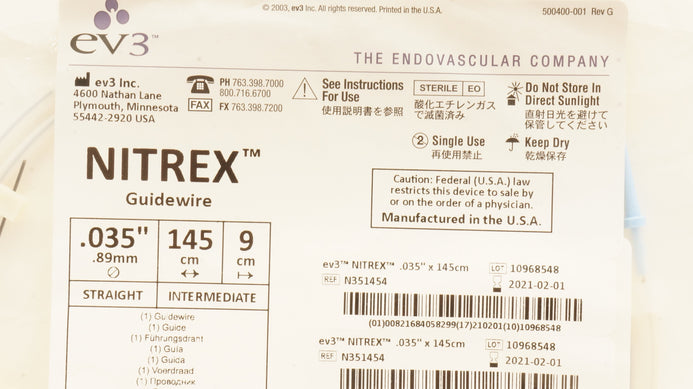 © 2003, ev3 Inc. All rights reserved. Printed in the U.S.A.
500400-001 Rev G
ev3™
THE ENDOVASCULAR COMPANY™
ev3 Inc.
4600 Nathan Lane
Plymouth, Minnesota
55442-2920 USA
PH 763.398.7000
800.716.6700
FAX FX 763.398.7200
See Instructions
For Use
使用説明書を参照
STERILE EO
酸化エチレンガス
で滅菌済み
Do Not Store In
Direct Sunlight
直射日光を避けて
保管してください
2 Single Use
再使用禁止
Keep Dry
乾燥保存
NITREX™
Guidewire
Caution: Federal (U.S.A.) law
restricts this device to sale by
or on the order of a physician.
Manufactured in the U.S.A.
.035"
.89mm
145
cm
9
cm
STRAIGHT
INTERMEDIATE
(1) Guidewire
(1) Guide
(1) Führungsdraht
(1) Guía
(1) Guida
(1) Voerdraad
(1) Проводник
ev3™ NITREX™ .035" x 145cm
LOT 10968548
REF N351454
2021-02-01
(01)00821684058299(17)210201(10)10968548
ev3™ NITREX™ .035" x 145cm
LOT 10968548
REF N351454
2021-02-01